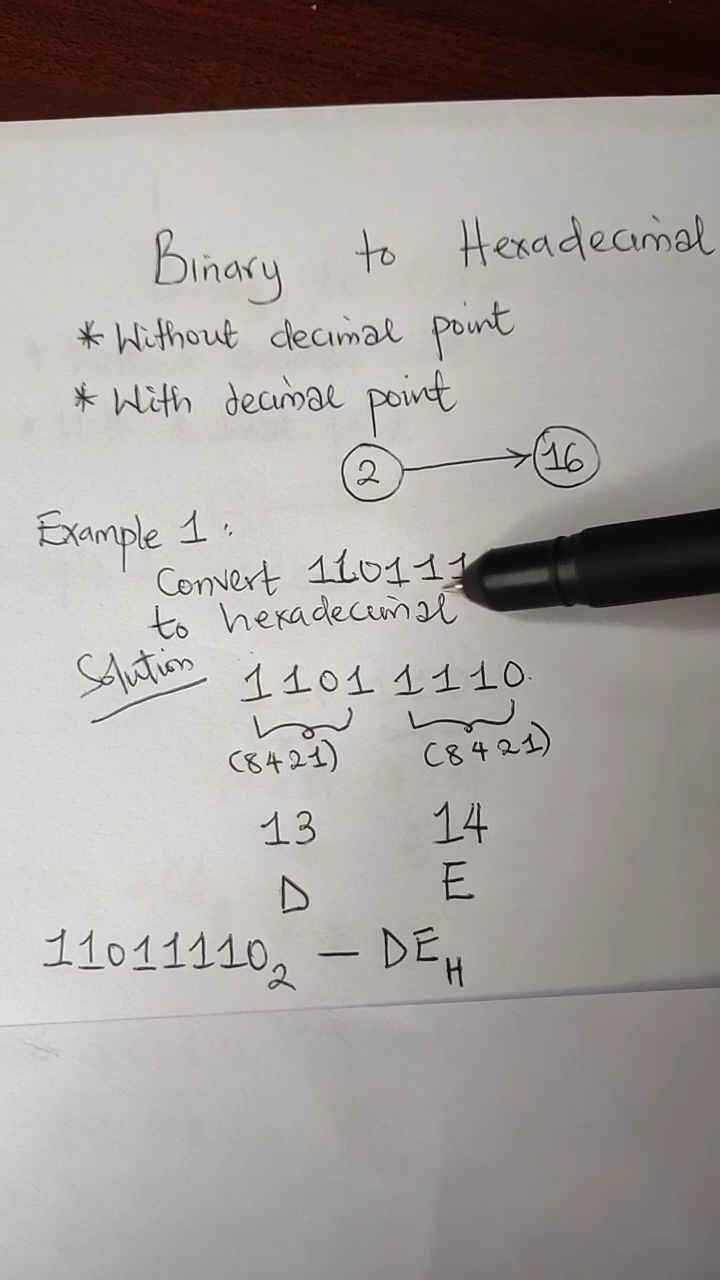 Binary to Hexadecimal
* Without decimal point
* With decimal point
2 → 16
Example 1:
Convert 110111
to hexadecimal
Solution 1101 1110
(8421) (8421)
13 14
D E
11011110₂ — DE_H